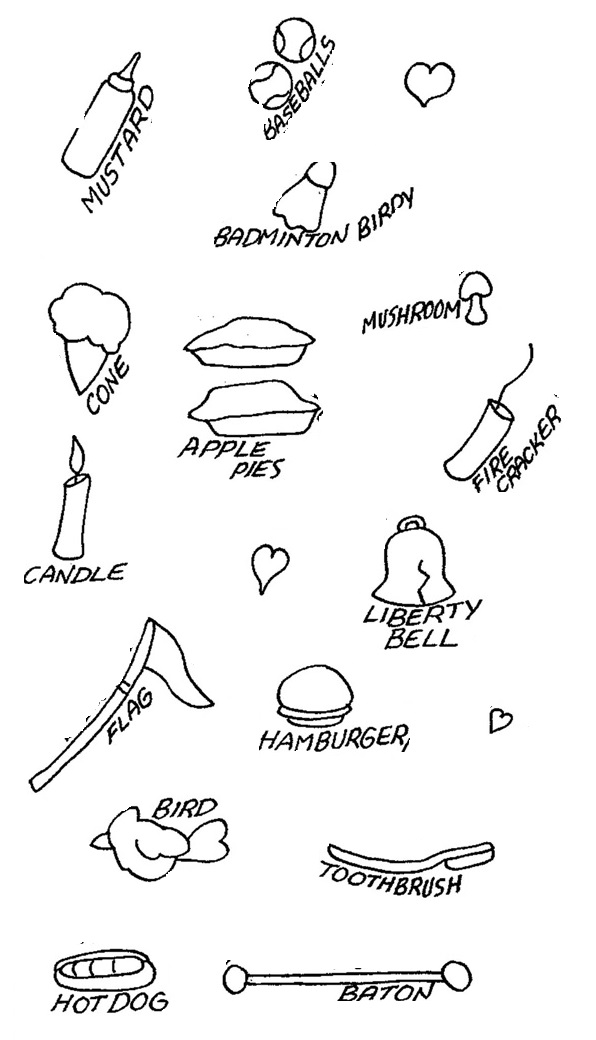 MUSTARD
BASEBALLS
BADMINTON BIRDY
CONE
MUSHROOM
APPLE
PIES
FIRE
CRACKER
CANDLE
LIBERTY
BELL
FLAG
HAMBURGER,
BIRD
TOOTHBRUSH
HOT DOG
BATON